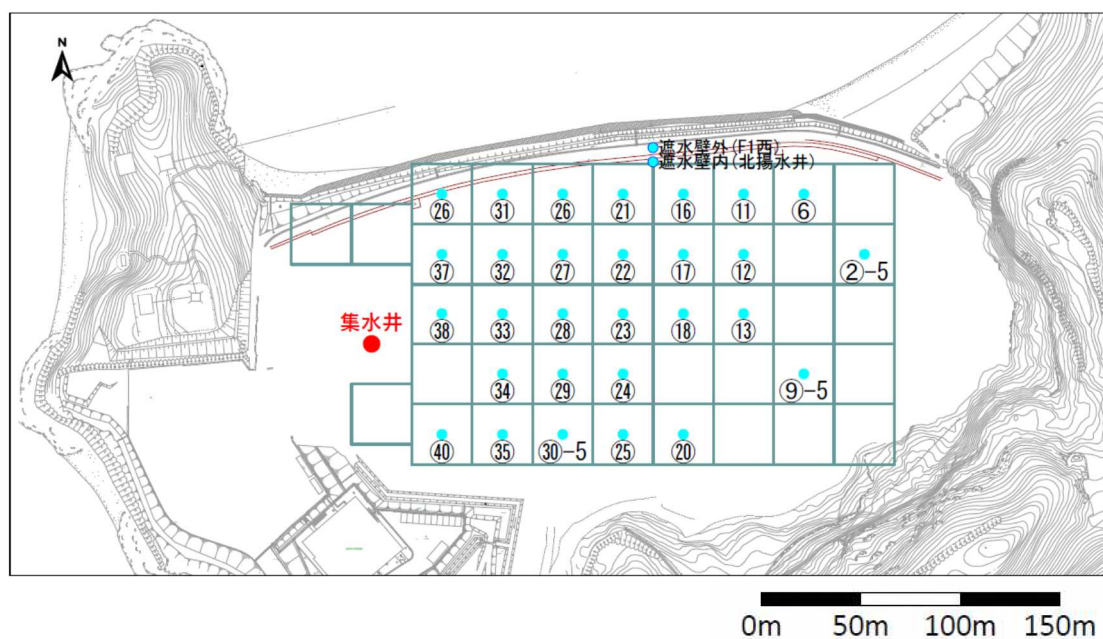 N
遮水壁外(F1西)
遮水壁内(北揚水井)
㉖ ㉛ ㉖ ㉑ ⑯ ⑪ ⑥
㊲ ㉜ ㉗ ㉒ ⑰ ⑫ ②-5
集水井
㊳ ㉝ ㉘ ㉓ ⑱ ⑬
㉞ ㉙ ㉔ ⑨-5
㊵ ㉟ ㉚-5 ㉕ ⑳
0m 50m 100m 150m